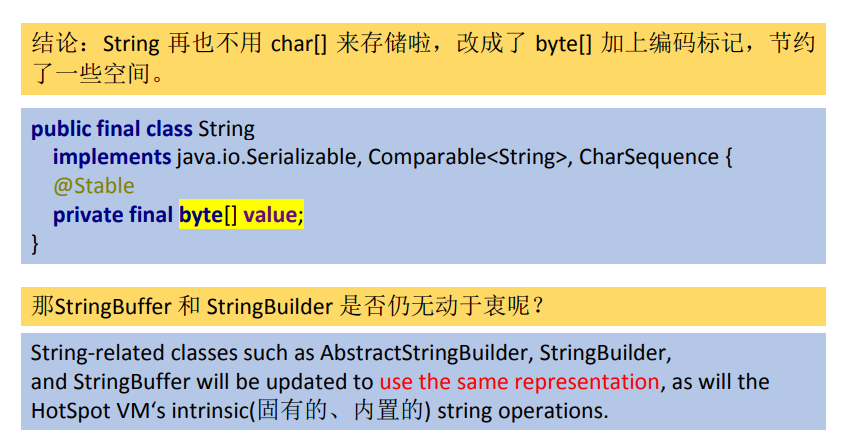 结论：String 再也不用 char[] 来存储啦，改成了 byte[] 加上编码标记，节约
了一些空间。
public final class String
implements java.io.Serializable, Comparable<String>, CharSequence {
@Stable
private final byte[] value;
}
那StringBuffer 和 StringBuilder 是否仍无动于衷呢？
String-related classes such as AbstractStringBuilder, StringBuilder,
and StringBuffer will be updated to use the same representation, as will the
HotSpot VM‘s intrinsic(固有的、内置的) string operations.